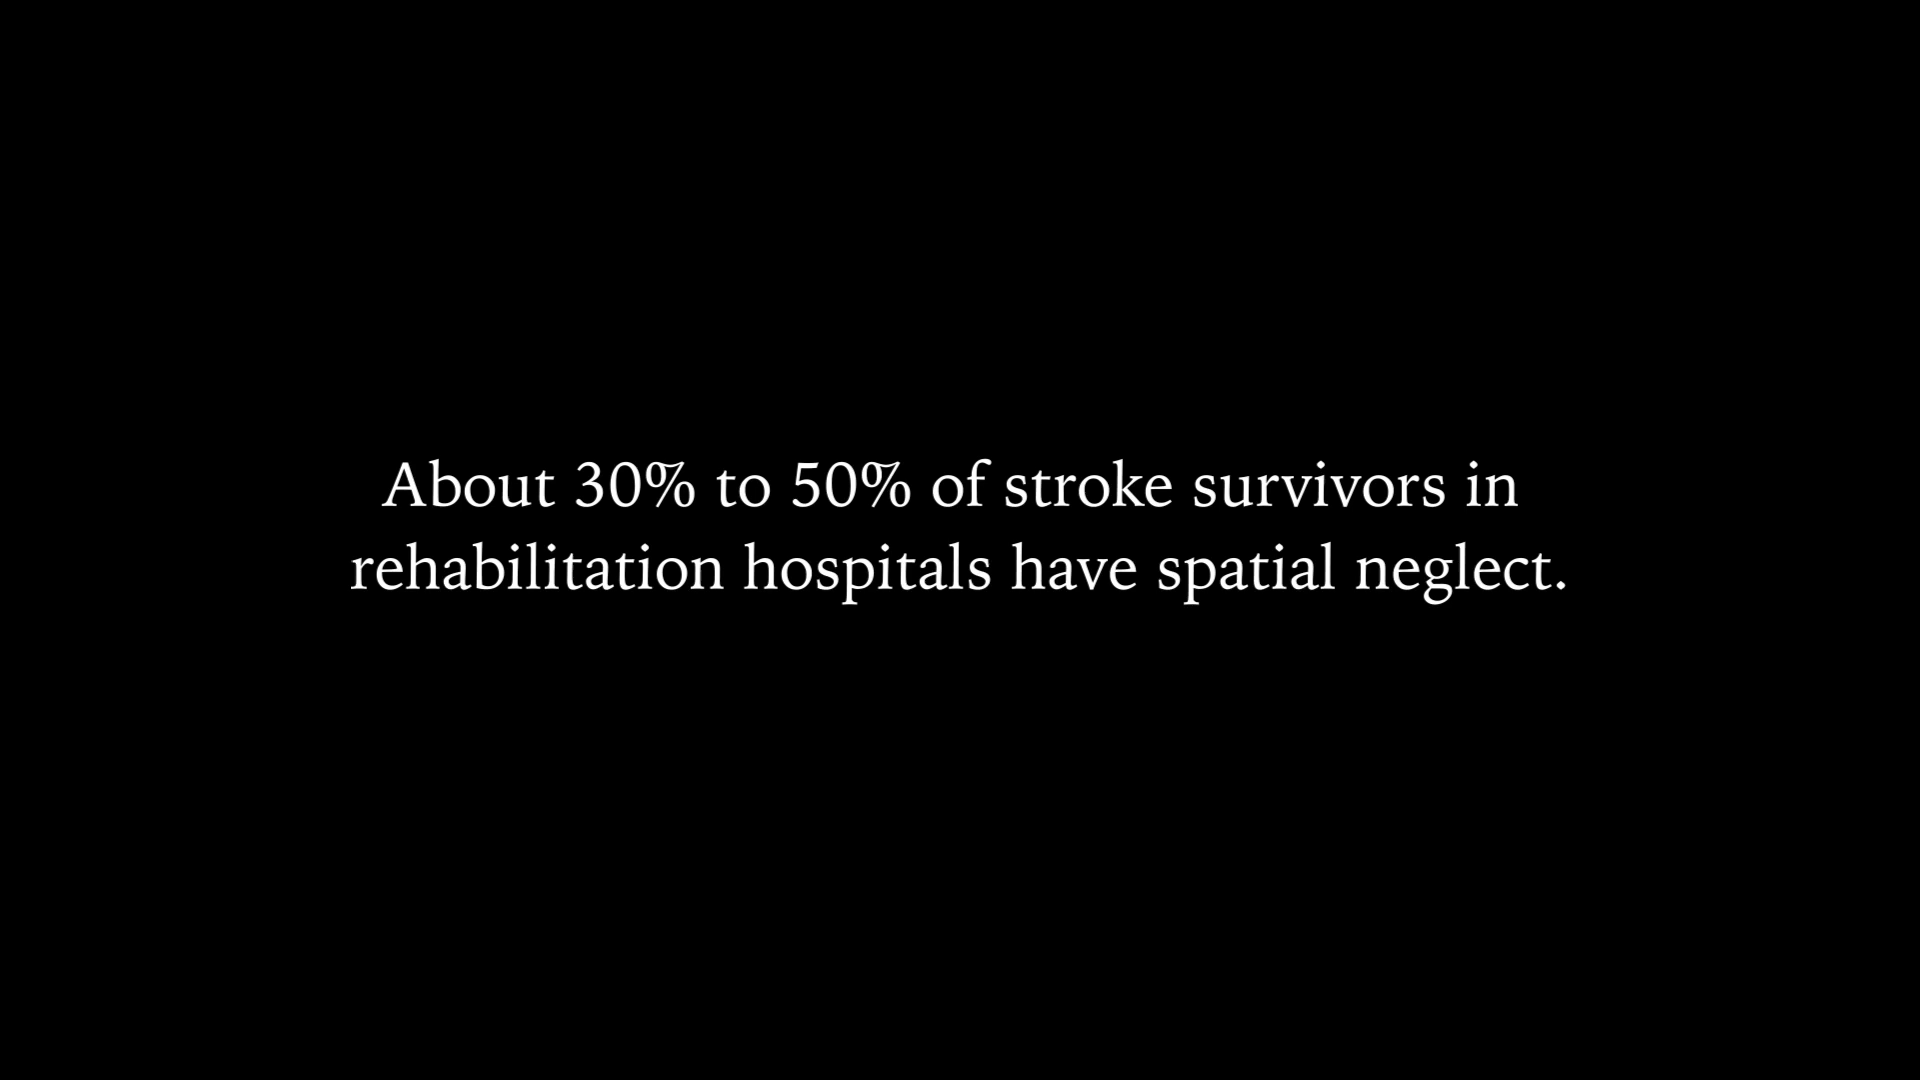 About 30% to 50% of stroke survivors in
rehabilitation hospitals have spatial neglect.